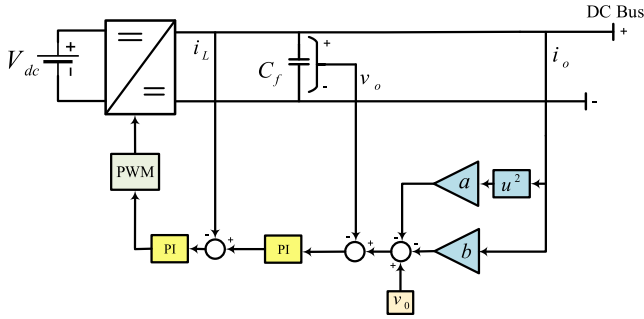 DC Bus
+
V_dc
+
-
i_L
C_f
+
-
v_o
i_o
-
PWM
a
u^2
b
PI
-
+
PI
-
+
-
-
+
v_0